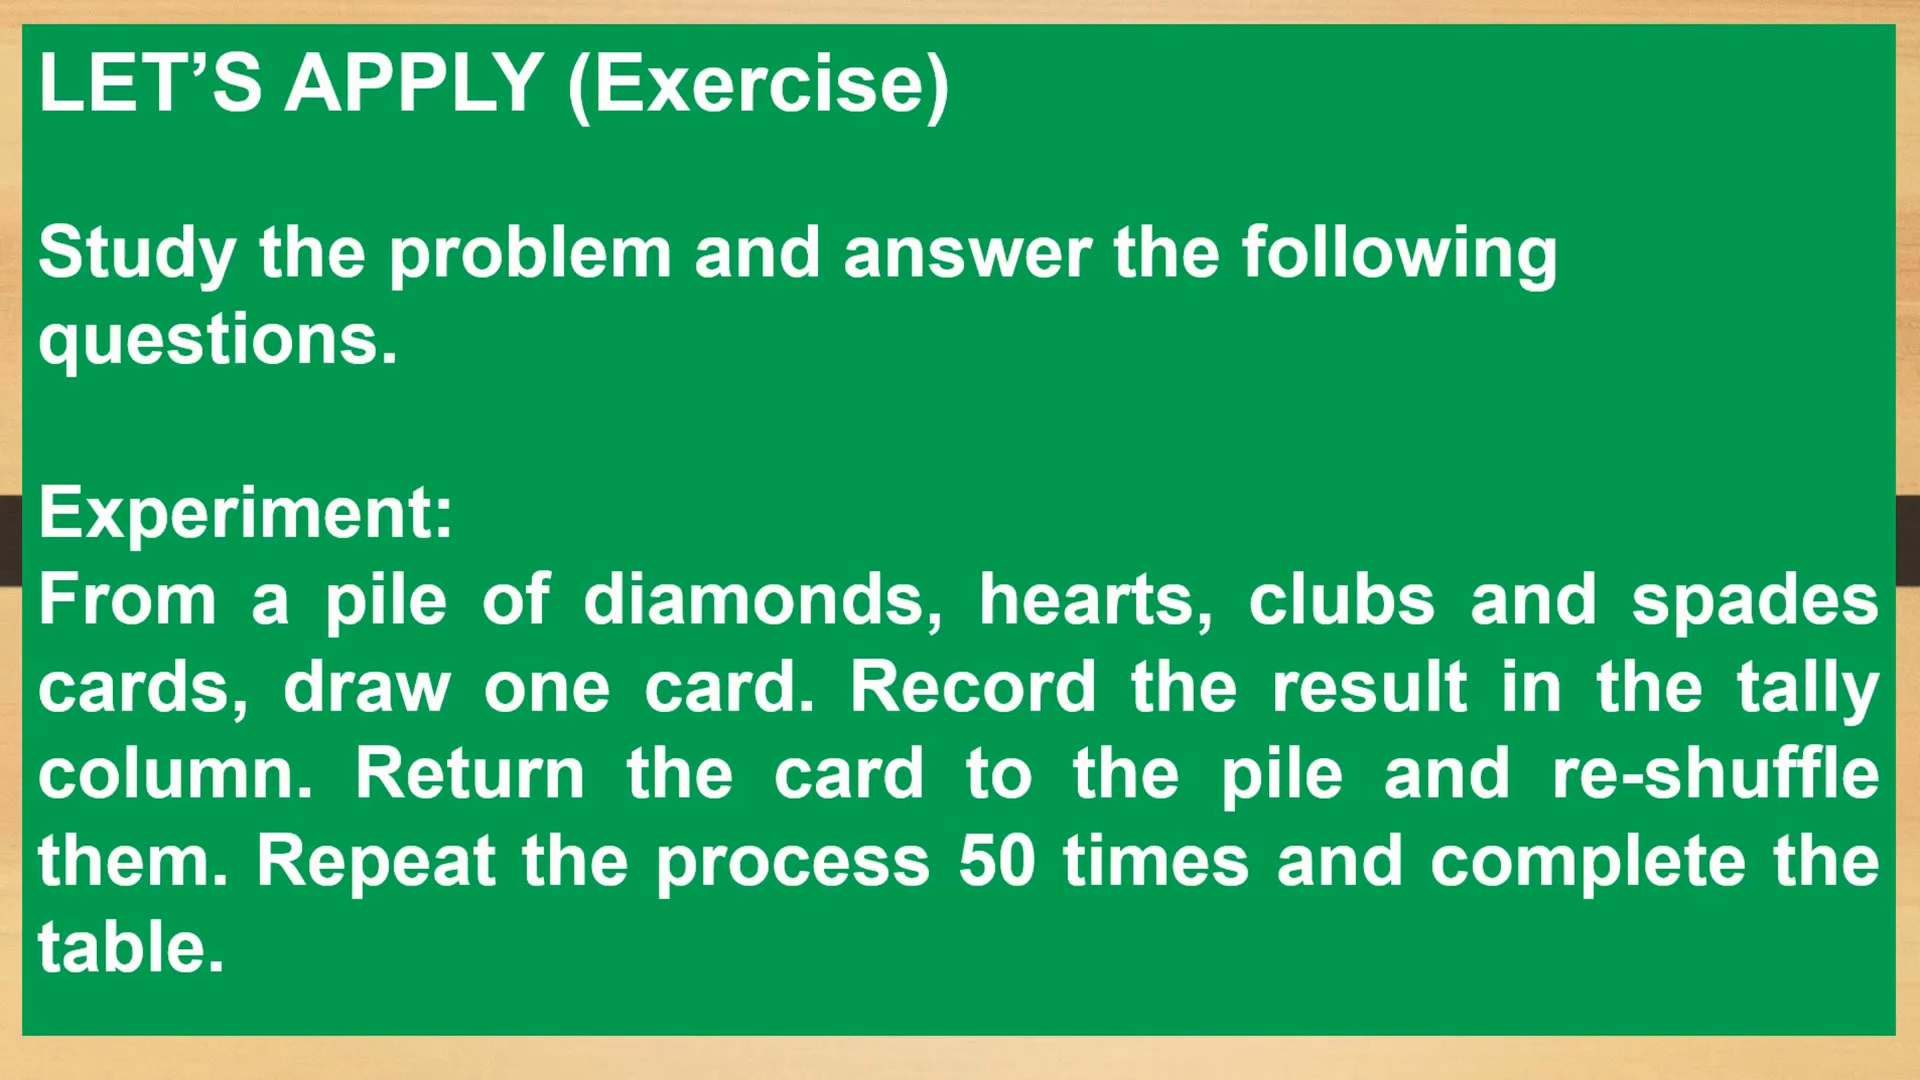 LET’S APPLY (Exercise)
Study the problem and answer the following
questions.
Experiment:
From a pile of diamonds, hearts, clubs and spades
cards, draw one card. Record the result in the tally
column. Return the card to the pile and re-shuffle
them. Repeat the process 50 times and complete the
table.